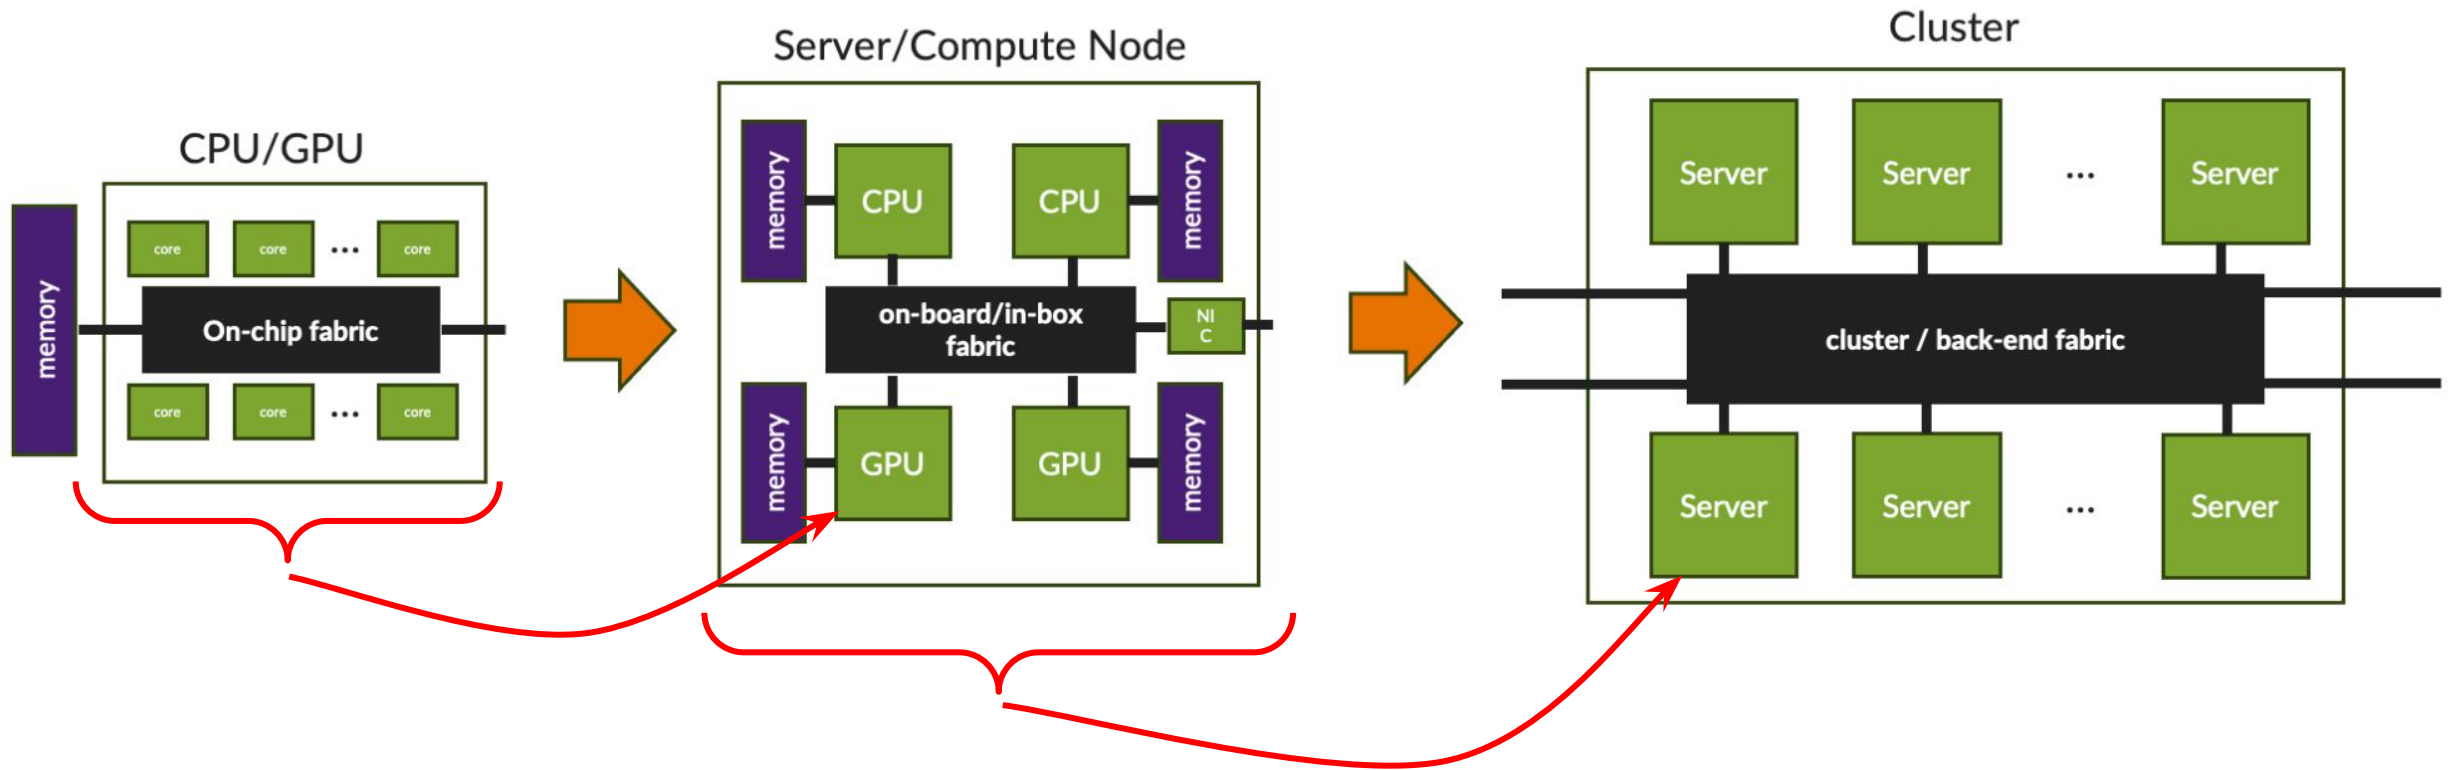 CPU/GPU
memory
core
core
...
core
On-chip fabric
core
core
...
core
Server/Compute Node
memory
CPU
CPU
memory
on-board/in-box
fabric
NI
C
memory
GPU
GPU
memory
Cluster
Server
Server
...
Server
cluster / back-end fabric
Server
Server
...
Server